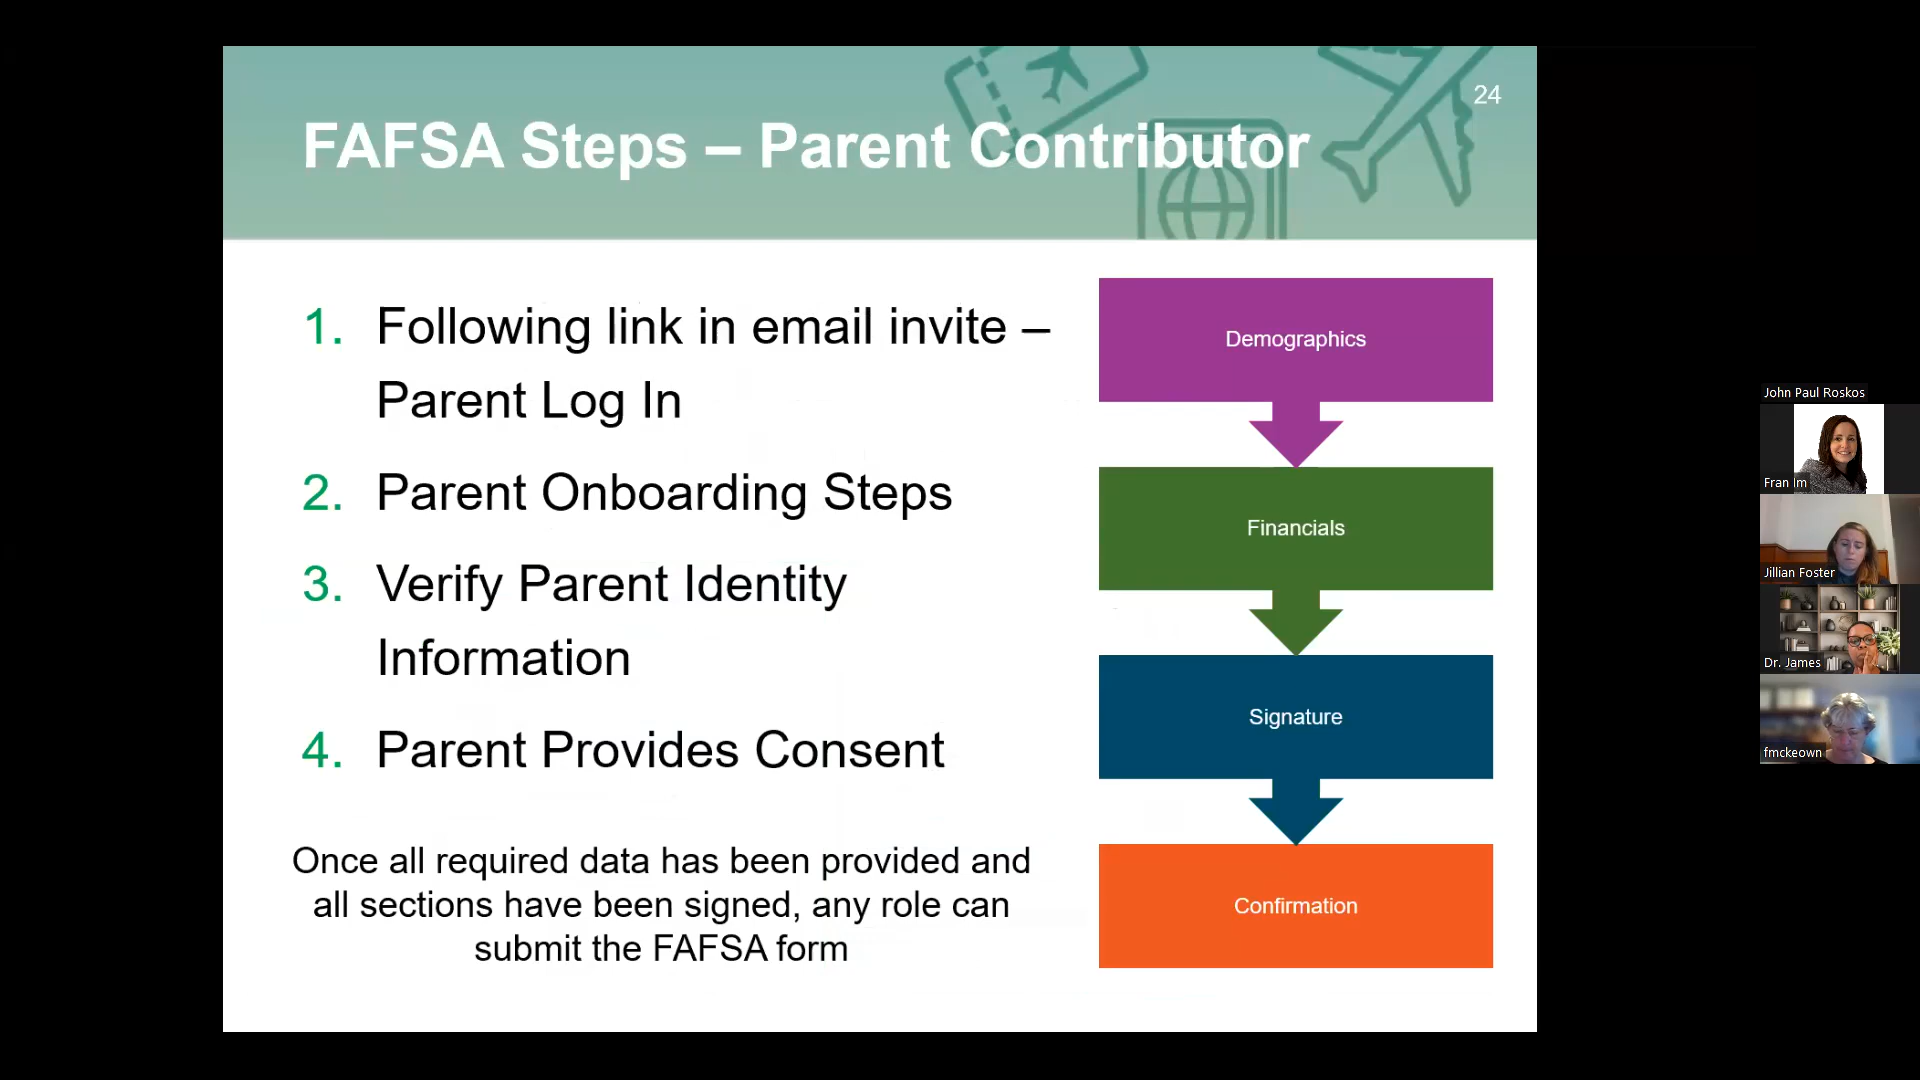 24
FAFSA Steps – Parent Contributor
1. Following link in email invite –
Parent Log In
2. Parent Onboarding Steps
3. Verify Parent Identity
Information
4. Parent Provides Consent
Once all required data has been provided and
all sections have been signed, any role can
submit the FAFSA form
Demographics
Financials
Signature
Confirmation
John Paul Roskos
Fran Im
Jillian Foster
Dr. James
fmckeown